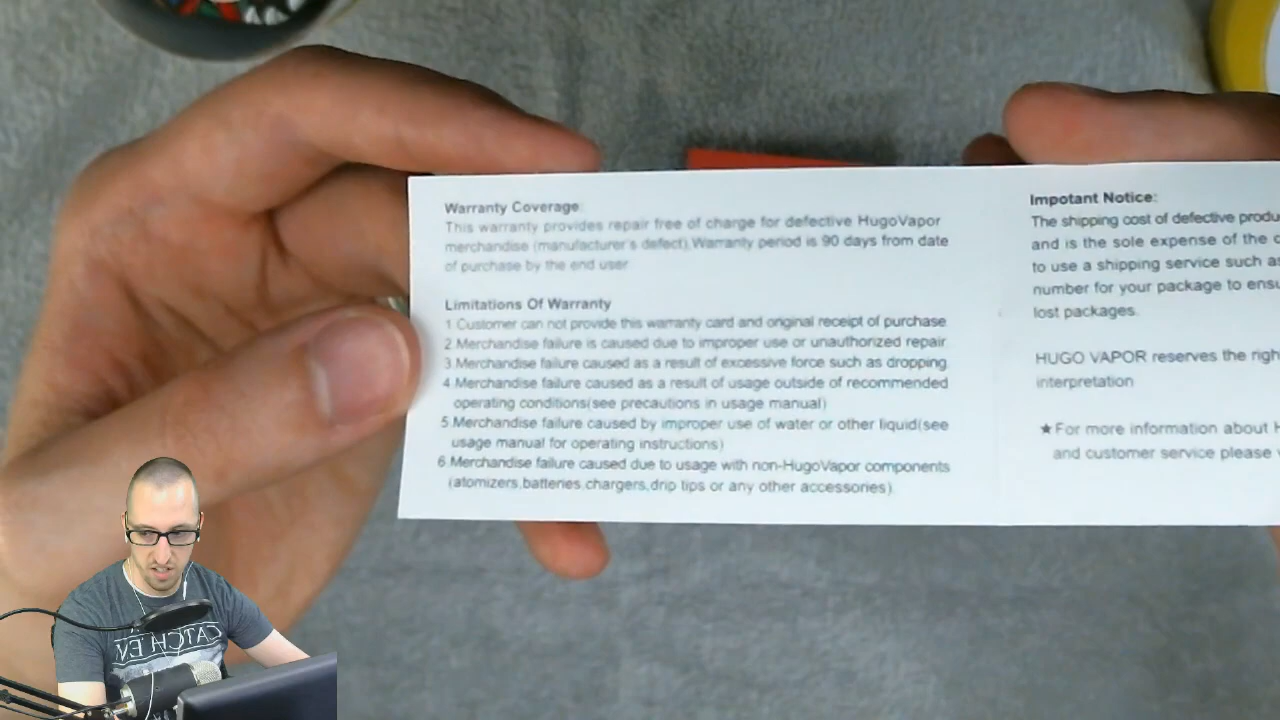 Warranty Coverage:
This warranty provides repair free of charge for defective HugoVapor
merchandise (manufacturer's defect).Warranty period is 90 days from date
of purchase by the end user
Limitations Of Warranty
1.Customer can not provide this warranty card and original receipt of purchase
2.Merchandise failure is caused due to improper use or unauthorized repair
3.Merchandise failure caused as a result of excessive force such as dropping
4.Merchandise failure caused as a result of usage outside of recommended
operating conditions(see precautions in usage manual)
5.Merchandise failure caused by improper use of water or other liquid(see
usage manual for operating instructions)
6.Merchandise failure caused due to usage with non-HugoVapor components
(atomizers,batteries,chargers,drip tips or any other accessories)
Impotant Notice:
The shipping cost of defective produ
and is the sole expense of the
to use a shipping service such as
number for your package to ensu
lost packages.
HUGO VAPOR reserves the righ
interpretation
★For more information about H
and customer service please
CATCH 'EM